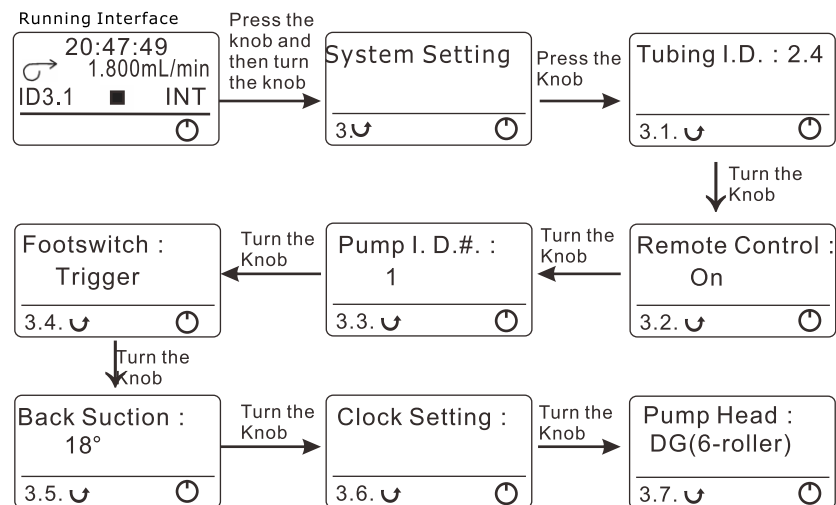 Running Interface
20:47:49
1.800mL/min
ID3.1 INT
Press the
knob and
then turn
the knob
System Setting
3.
Press the
Knob
Tubing I.D. : 2.4
3.1.
Turn the
Knob
Remote Control :
On
3.2.
Turn the
Knob
Pump I. D.#. :
1
3.3.
Turn the
Knob
Footswitch :
Trigger
3.4.
Turn the
Knob
Back Suction :
18°
3.5.
Turn the
Knob
Clock Setting :
3.6.
Turn the
Knob
Pump Head :
DG(6-roller)
3.7.